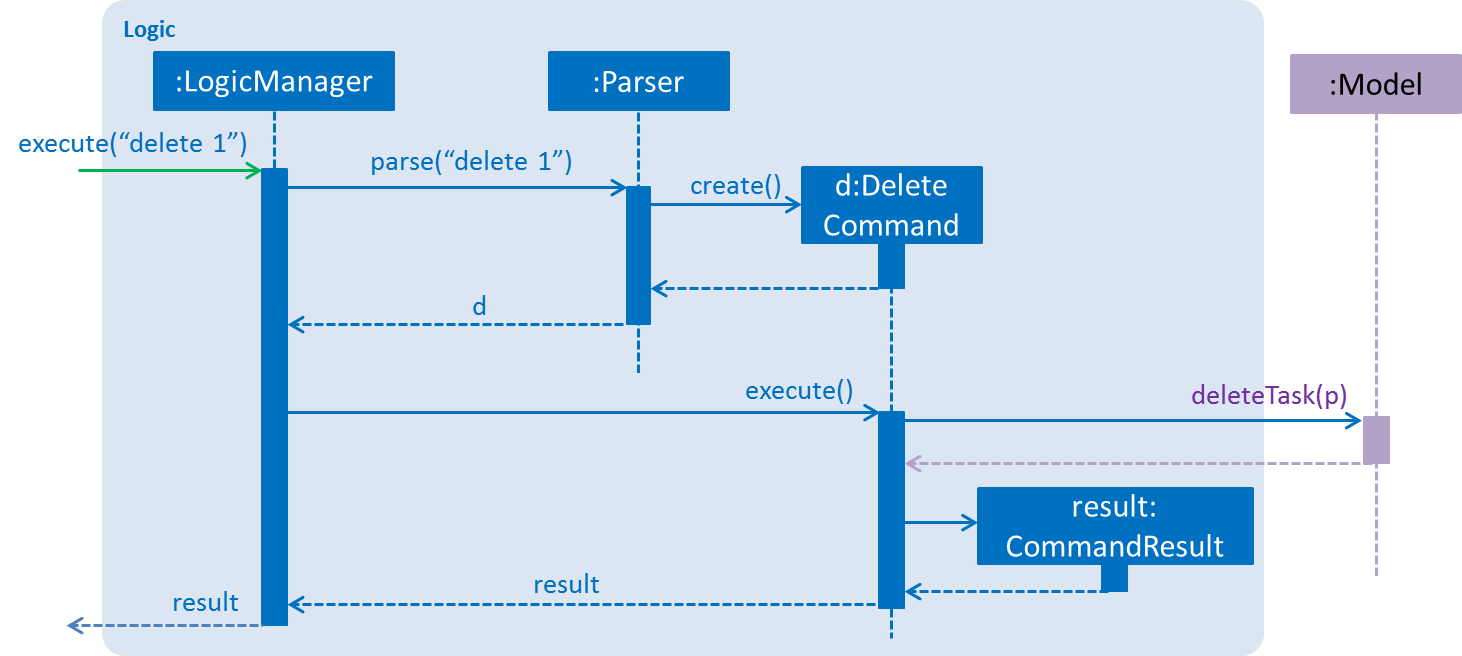 Logic
:LogicManager
:Parser
:Model
execute(“delete 1”)
parse(“delete 1”)
create()
d:Delete
Command
d
execute()
deleteTask(p)
result:
CommandResult
result
result